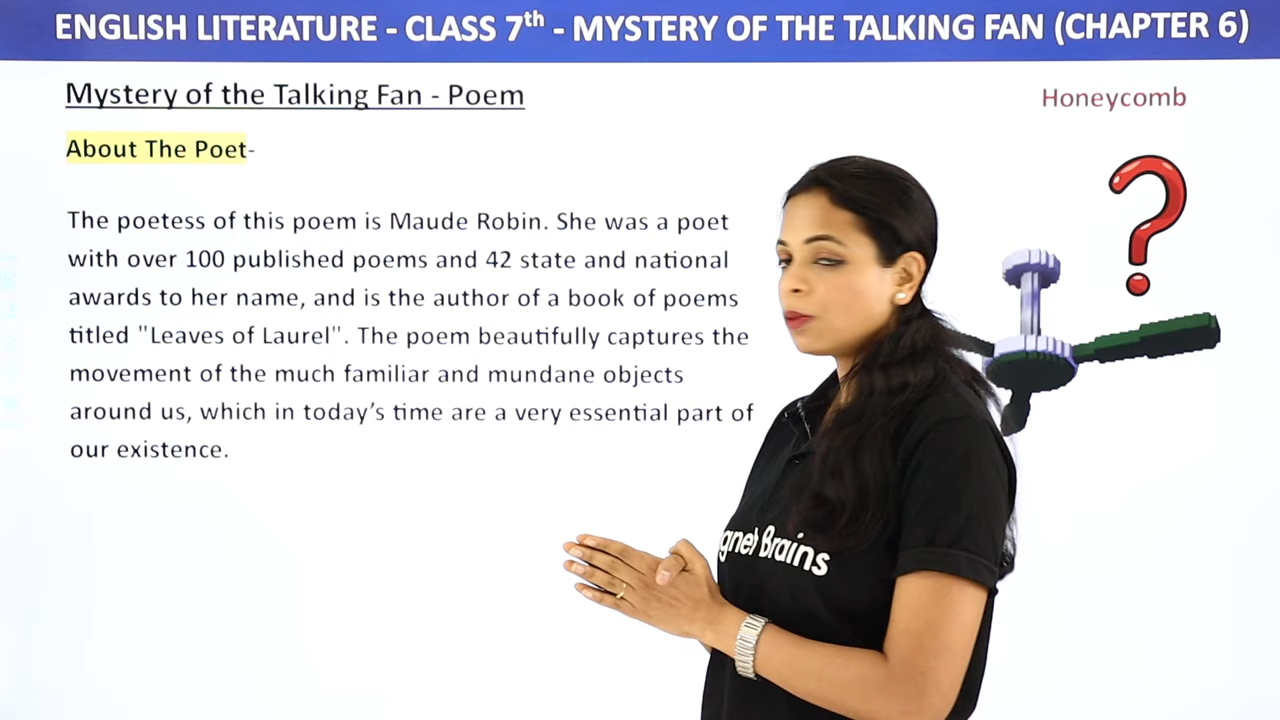 ENGLISH LITERATURE - CLASS 7th - MYSTERY OF THE TALKING FAN (CHAPTER 6)
Mystery of the Talking Fan - Poem
Honeycomb
About The Poet-
The poetess of this poem is Maude Robin. She was a poet
with over 100 published poems and 42 state and national
awards to her name, and is the author of a book of poems
titled "Leaves of Laurel". The poem beautifully captures the
movement of the much familiar and mundane objects
around us, which in today's time are a very essential part of
our existence.
gnet Brains